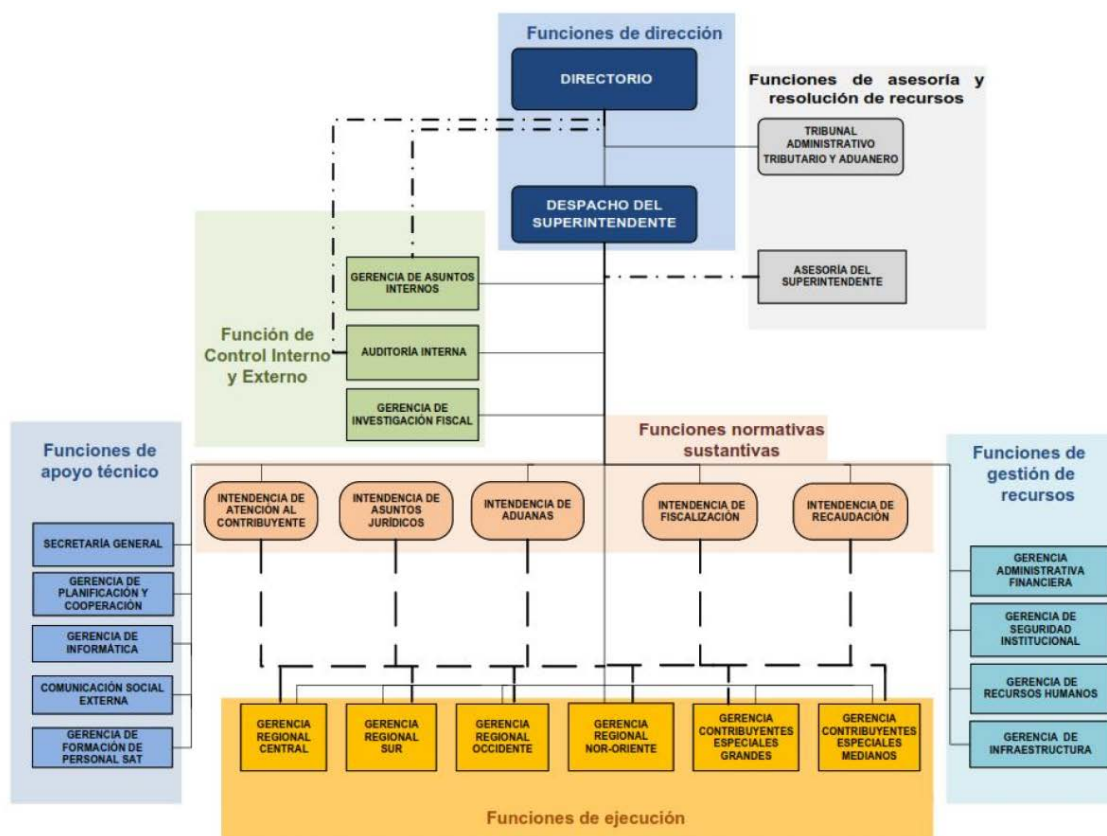 Funciones de dirección
DIRECTORIO
Funciones de asesoría y
resolución de recursos
TRIBUNAL
ADMINISTRATIVO
TRIBUTARIO Y ADUANERO
DESPACHO DEL
SUPERINTENDENTE
ASESORÍA DEL
SUPERINTENDENTE
Función de
Control Interno
y Externo
GERENCIA DE ASUNTOS
INTERNOS
AUDITORÍA INTERNA
GERENCIA DE
INVESTIGACIÓN FISCAL
Funciones de
apoyo técnico
SECRETARÍA GENERAL
GERENCIA DE
PLANIFICACIÓN Y
COOPERACIÓN
GERENCIA DE
INFORMÁTICA
COMUNICACIÓN SOCIAL
EXTERNA
GERENCIA DE
FORMACIÓN DE
PERSONAL SAT
Funciones normativas
sustantivas
INTENDENCIA DE
ATENCIÓN AL
CONTRIBUYENTE
INTENDENCIA DE
ASUNTOS
JURÍDICOS
INTENDENCIA DE
ADUANAS
INTENDENCIA DE
FISCALIZACIÓN
INTENDENCIA DE
RECAUDACIÓN
Funciones de
gestión de
recursos
GERENCIA
ADMINISTRATIVA
FINANCIERA
GERENCIA DE
SEGURIDAD
INSTITUCIONAL
GERENCIA DE
RECURSOS HUMANOS
GERENCIA DE
INFRAESTRUCTURA
GERENCIA
REGIONAL
CENTRAL
GERENCIA
REGIONAL
SUR
GERENCIA
REGIONAL
OCCIDENTE
GERENCIA
REGIONAL
NOR-ORIENTE
GERENCIA
CONTRIBUYENTES
ESPECIALES
GRANDES
GERENCIA
CONTRIBUYENTES
ESPECIALES
MEDIANOS
Funciones de ejecución